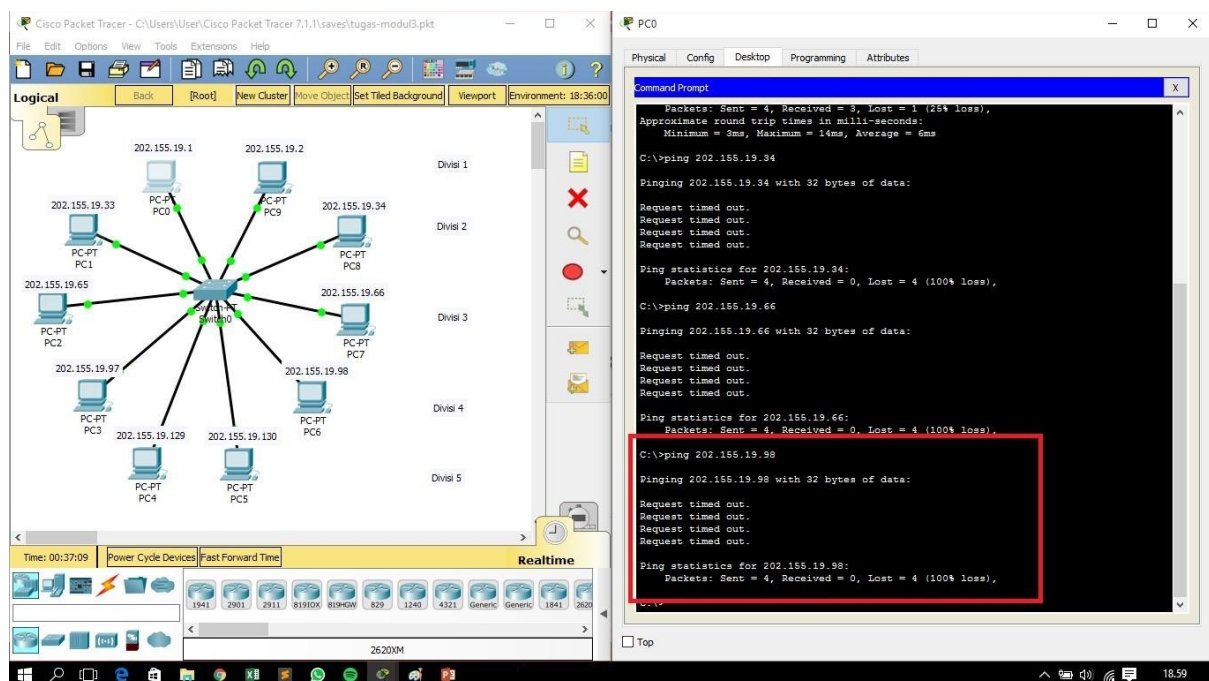 Cisco Packet Tracer - C:\Users\User\Cisco Packet Tracer 7.1.1\saves\tugas-modul3.pkt
File Edit Options View Tools Extensions Help
Logical Back [Root] New Cluster Move Object Set Tiled Background Viewport Environment: 18:36:00
202.155.19.1
202.155.19.2
Divisi 1
PC-PT
PC0
PC-PT
PC9
202.155.19.33
202.155.19.34
Divisi 2
PC-PT
PC1
PC-PT
PC8
202.155.19.65
202.155.19.66
Switch-PT
Switch0
Divisi 3
PC-PT
PC2
PC-PT
PC7
202.155.19.97
202.155.19.98
Divisi 4
PC-PT
PC3
PC-PT
PC6
202.155.19.129
202.155.19.130
Divisi 5
PC-PT
PC4
PC-PT
PC5
Time: 00:37:09 Power Cycle Devices Fast Forward Time Realtime
1941 2901 2911 819IOX 819HGW 829 1240 4321 Generic Generic 1841 2620
2620XM
PC0
Physical Config Desktop Programming Attributes
Command Prompt X
Packets: Sent = 4, Received = 3, Lost = 1 (25% loss),
Approximate round trip times in milli-seconds:
Minimum = 3ms, Maximum = 14ms, Average = 6ms
C:\>ping 202.155.19.34
Pinging 202.155.19.34 with 32 bytes of data:
Request timed out.
Request timed out.
Request timed out.
Request timed out.
Ping statistics for 202.155.19.34:
Packets: Sent = 4, Received = 0, Lost = 4 (100% loss),
C:\>ping 202.155.19.66
Pinging 202.155.19.66 with 32 bytes of data:
Request timed out.
Request timed out.
Request timed out.
Request timed out.
Ping statistics for 202.155.19.66:
Packets: Sent = 4, Received = 0, Lost = 4 (100% loss),
C:\>ping 202.155.19.98
Pinging 202.155.19.98 with 32 bytes of data:
Request timed out.
Request timed out.
Request timed out.
Request timed out.
Ping statistics for 202.155.19.98:
Packets: Sent = 4, Received = 0, Lost = 4 (100% loss),
C:\>
Top
18.59